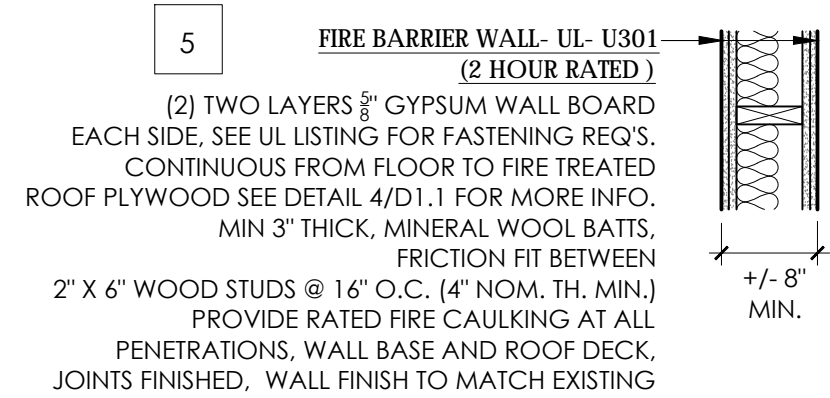 5
FIRE BARRIER WALL- UL- U301
(2 HOUR RATED )
(2) TWO LAYERS 5/8" GYPSUM WALL BOARD
EACH SIDE, SEE UL LISTING FOR FASTENING REQ'S.
CONTINUOUS FROM FLOOR TO FIRE TREATED
ROOF PLYWOOD SEE DETAIL 4/D1.1 FOR MORE INFO.
MIN 3" THICK, MINERAL WOOL BATTS,
FRICTION FIT BETWEEN
2" X 6" WOOD STUDS @ 16" O.C. (4" NOM. TH. MIN.)
PROVIDE RATED FIRE CAULKING AT ALL
PENETRATIONS, WALL BASE AND ROOF DECK,
JOINTS FINISHED, WALL FINISH TO MATCH EXISTING
+/- 8"
MIN.